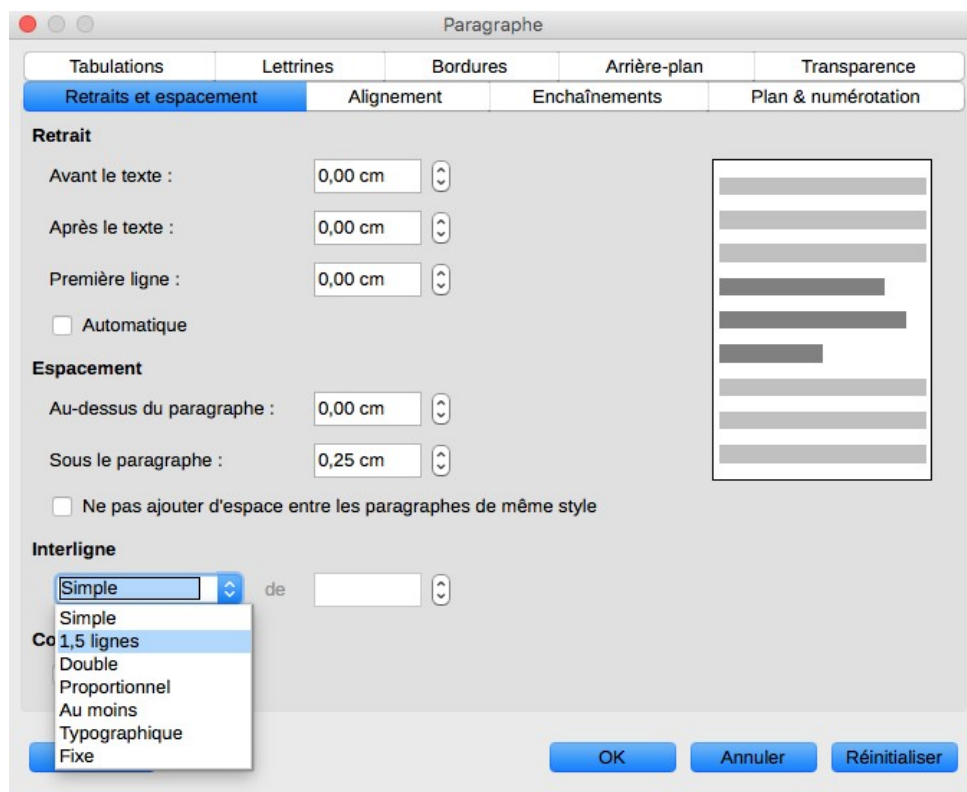 Paragraphe
Tabulations Lettrines Bordures Arrière-plan Transparence
Retraits et espacement Alignement Enchaînements Plan & numérotation
Retrait
Avant le texte : 0,00 cm
Après le texte : 0,00 cm
Première ligne : 0,00 cm
Automatique
Espacement
Au-dessus du paragraphe : 0,00 cm
Sous le paragraphe : 0,25 cm
Ne pas ajouter d'espace entre les paragraphes de même style
Interligne
Simple de
Simple
Co 1,5 lignes
Double
Proportionnel
Au moins
Typographique
Fixe
OK Annuler Réinitialiser